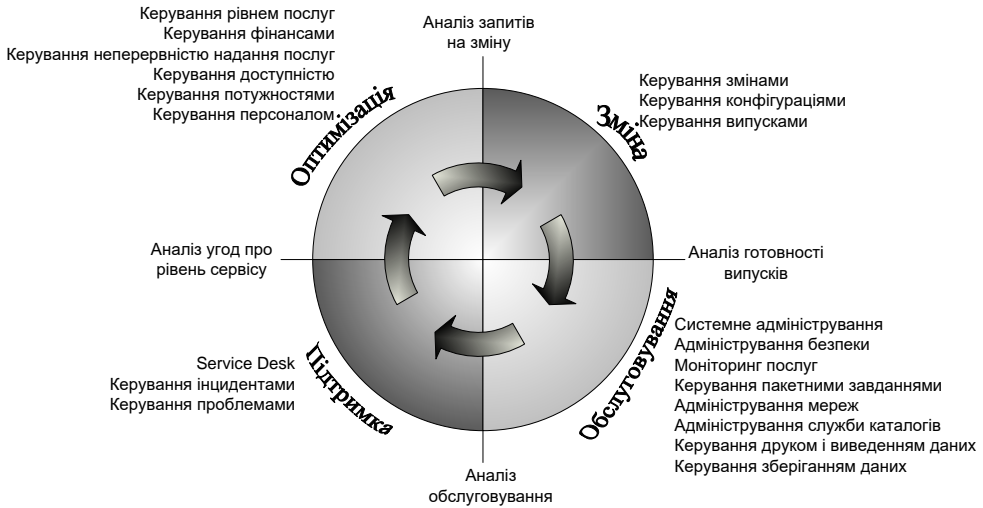 Керування рівнем послуг
Керування фінансами
Керування неперервністю надання послуг
Керування доступністю
Керування потужностями
Керування персоналом
Оптимізація
Аналіз запитів
на зміну
Керування змінами
Керування конфігураціями
Керування випусками
Зміна
Аналіз угод про
рівень сервісу
Аналіз готовності
випусків
Service Desk
Керування інцидентами
Керування проблемами
Підтримка
Обслуговування
Системне адміністрування
Адміністрування безпеки
Моніторинг послуг
Керування пакетними завданнями
Адміністрування мереж
Адміністрування служби каталогів
Керування друком і виведенням даних
Керування зберіганням даних
Аналіз
обслуговування